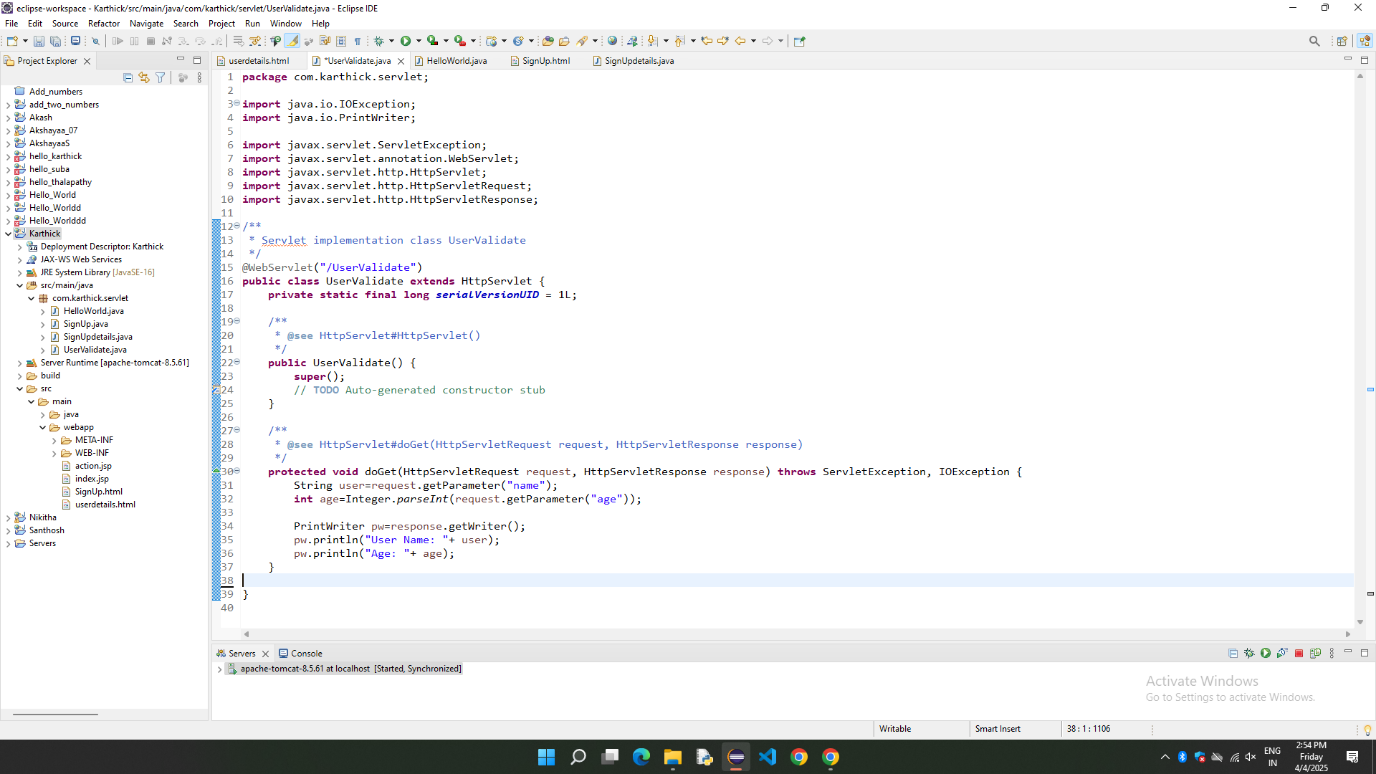 eclipse-workspace - Karthick/src/main/java/com/karthick/servlet/UserValidate.java - Eclipse IDE
File Edit Source Refactor Navigate Search Project Run Window Help
Project Explorer
Add_numbers
add_two_numbers
Akash
Akshayaa_07
AkshayaaS
hello_karthick
hello_suba
hello_thalapathy
Hello_World
Hello_Worldd
Hello_Worlddd
Karthick
Deployment Descriptor: Karthick
JAX-WS Web Services
JRE System Library [JavaSE-16]
src/main/java
com.karthick.servlet
HelloWorld.java
SignUp.java
SignUpdetails.java
UserValidate.java
Server Runtime [apache-tomcat-8.5.61]
build
src
main
java
webapp
META-INF
WEB-INF
action.jsp
index.jsp
SignUp.html
userdetails.html
Nikitha
Santhosh
Servers
userdetails.html *UserValidate.java HelloWorld.java SignUp.html SignUpdetails.java
1 package com.karthick.servlet;
2
3 import java.io.IOException;
4 import java.io.PrintWriter;
5
6 import javax.servlet.ServletException;
7 import javax.servlet.annotation.WebServlet;
8 import javax.servlet.http.HttpServlet;
9 import javax.servlet.http.HttpServletRequest;
10 import javax.servlet.http.HttpServletResponse;
11
12 /**
13 * Servlet implementation class UserValidate
14 */
15 @WebServlet("/UserValidate")
16 public class UserValidate extends HttpServlet {
17 private static final long serialVersionUID = 1L;
18
19 /**
20 * @see HttpServlet#HttpServlet()
21 */
22 public UserValidate() {
23 super();
24 // TODO Auto-generated constructor stub
25 }
26
27 /**
28 * @see HttpServlet#doGet(HttpServletRequest request, HttpServletResponse response)
29 */
30 protected void doGet(HttpServletRequest request, HttpServletResponse response) throws ServletException, IOException {
31 String user=request.getParameter("name");
32 int age=Integer.parseInt(request.getParameter("age"));
33
34 PrintWriter pw=response.getWriter();
35 pw.println("User Name: "+ user);
36 pw.println("Age: "+ age);
37 }
38
39 }
40
Servers Console
apache-tomcat-8.5.61 at localhost [Started, Synchronized]
Activate Windows
Go to Settings to activate Windows.
Writable Smart Insert 38 : 1 : 1106
ENG
IN
2:54 PM
Friday
4/4/2025